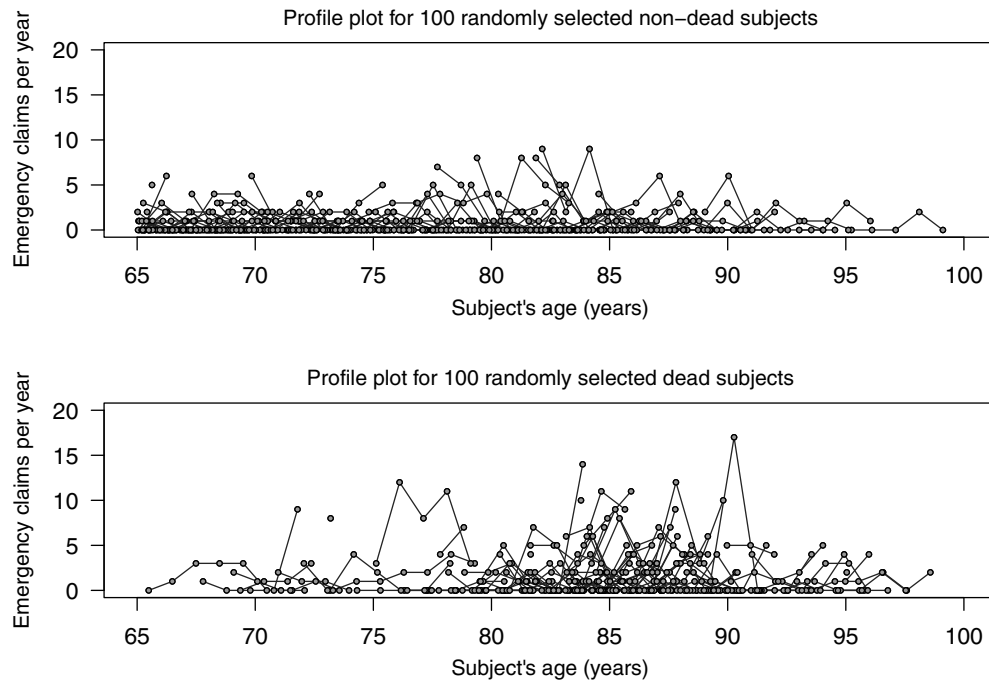 Profile plot for 100 randomly selected non−dead subjects
Emergency claims per year
20
15
10
5
0
65 70 75 80 85 90 95 100
Subject's age (years)
Profile plot for 100 randomly selected dead subjects
Emergency claims per year
20
15
10
5
0
65 70 75 80 85 90 95 100
Subject's age (years)